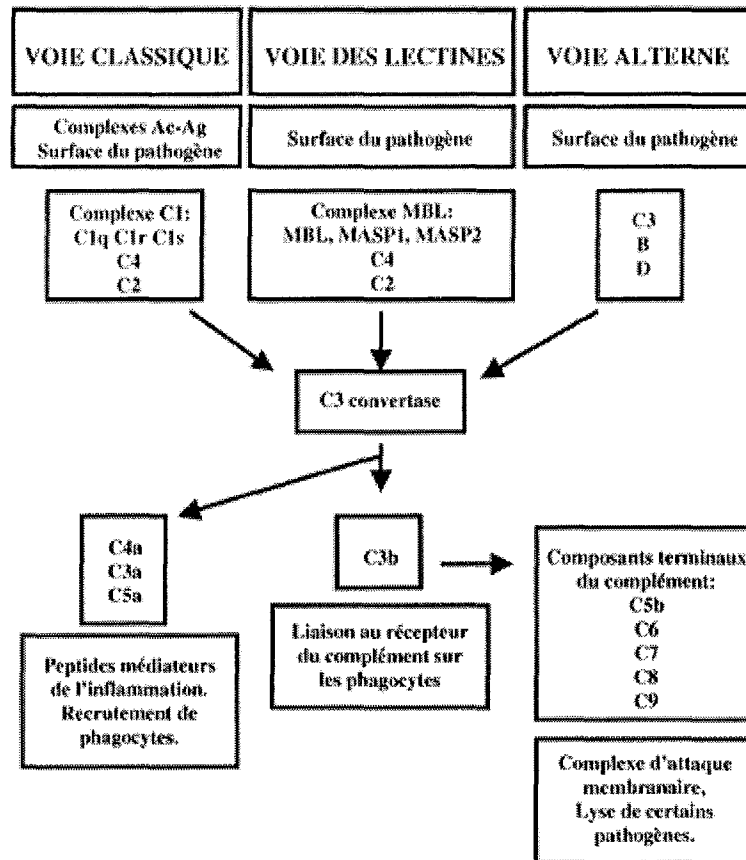 VOIE CLASSIQUE
VOIE DES LECTINES
VOIE ALTERNE
Complexes Ac-Ag
Surface du pathogène
Surface du pathogène
Surface du pathogène
Complexe C1:
C1q C1r C1s
C4
C2
Complexe MBL:
MBL, MASP1, MASP2
C4
C2
C3
B
D
C3 convertase
C4a
C3a
C5a
Peptides médiateurs
de l'inflammation.
Recrutement de
phagocytes.
C3b
Liaison au récepteur
du complément sur
les phagocytes
Composants terminaux
du complément:
C5b
C6
C7
C8
C9
Complexe d'attaque
membranaire,
Lyse de certains
pathogènes.